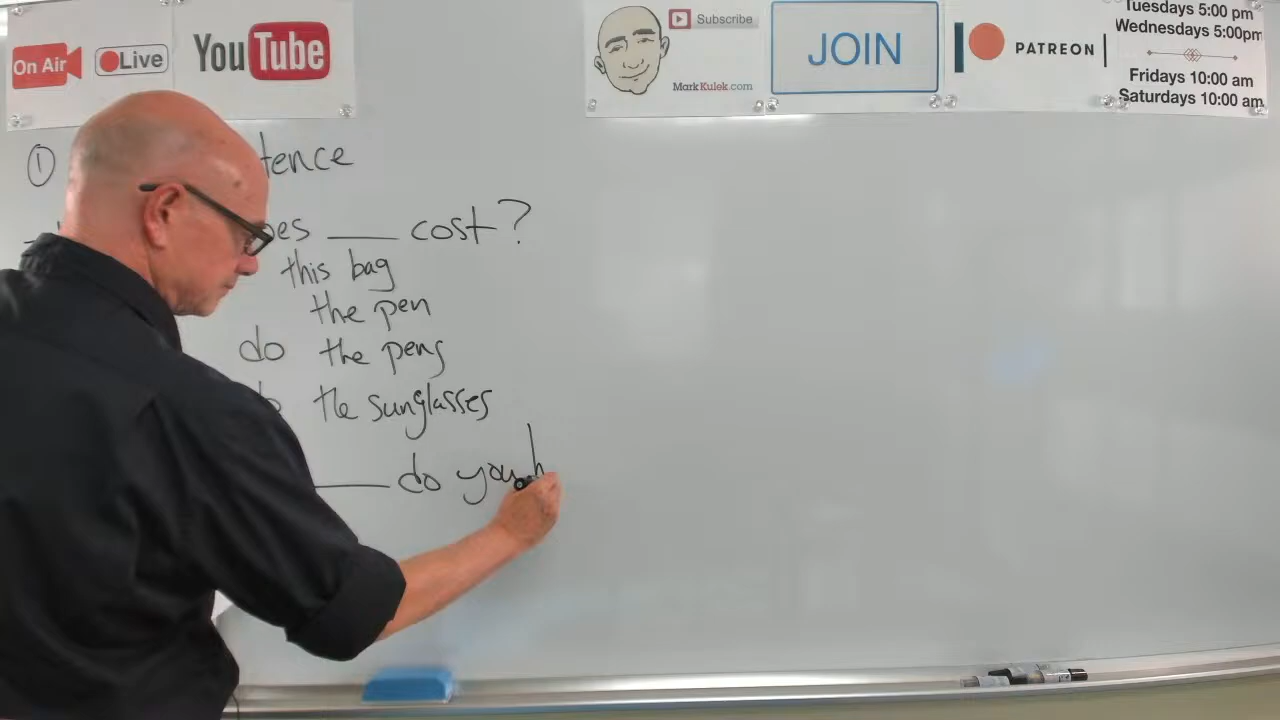 On Air
Live
YouTube
Subscribe
MarkKulek.com
JOIN
PATREON
Tuesdays 5:00 pm
Wednesdays 5:00pm
Fridays 10:00 am
Saturdays 10:00 am
① tence
oes ___ cost?
this bag
the pen
do the pens
the sunglasses
___ do you h